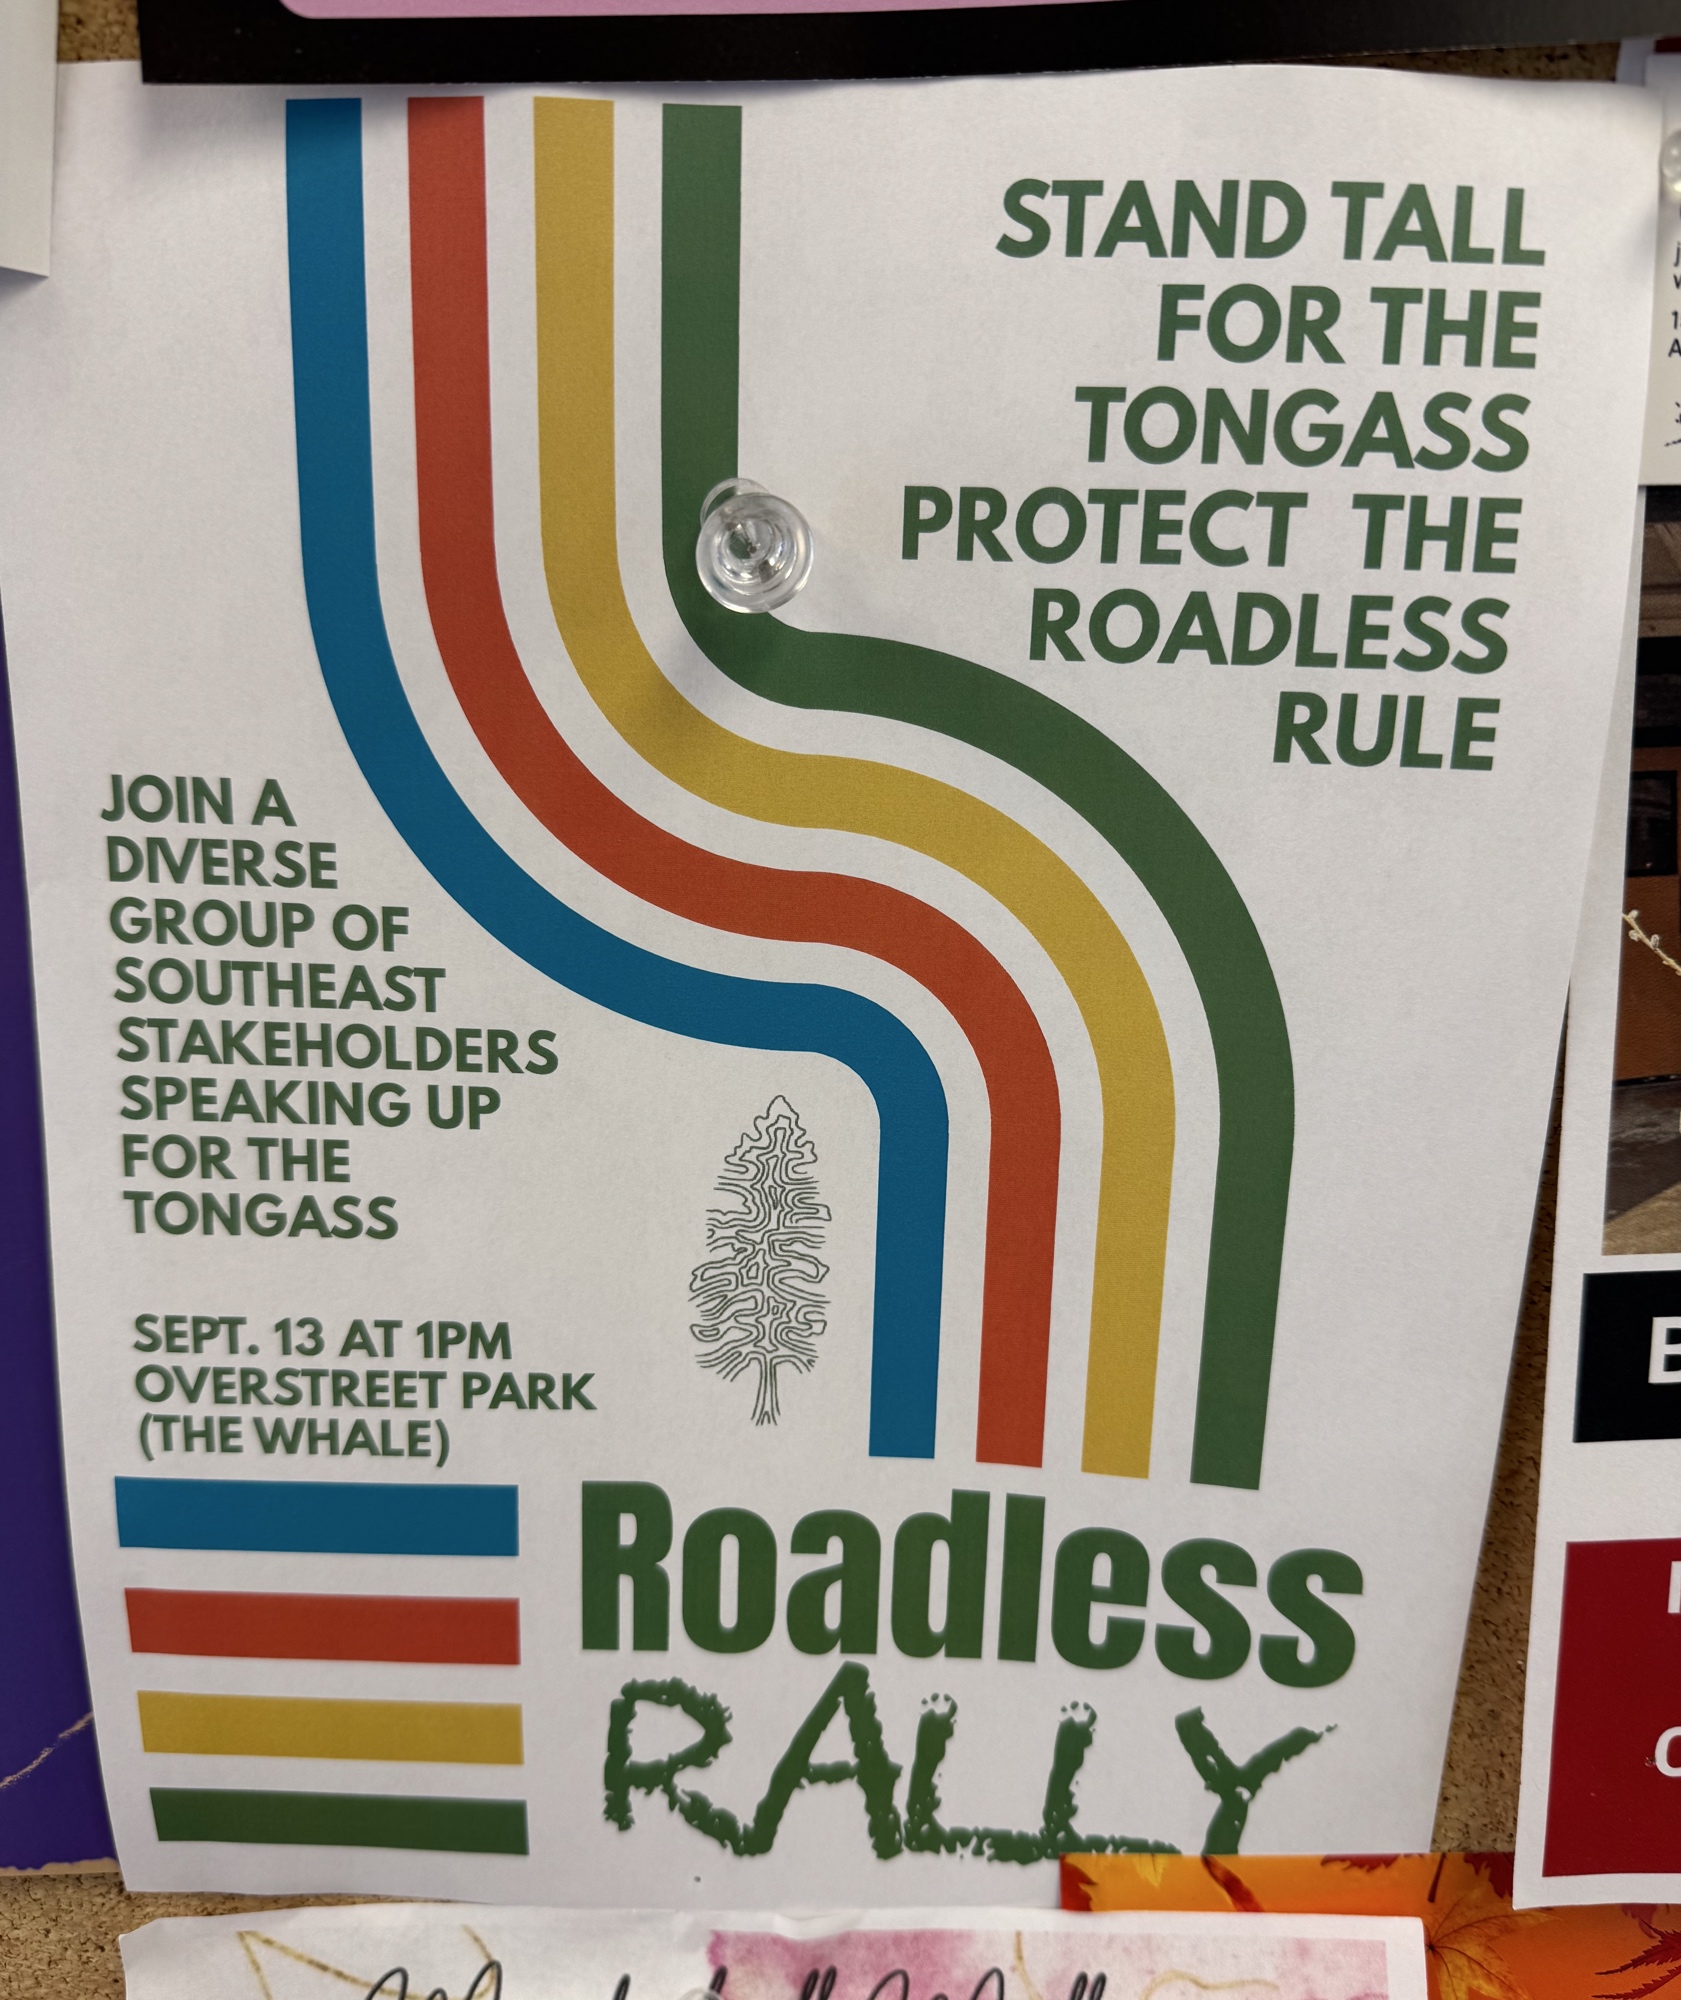 STAND TALL
FOR THE
TONGASS
PROTECT THE
ROADLESS
RULE
JOIN A
DIVERSE
GROUP OF
SOUTHEAST
STAKEHOLDERS
SPEAKING UP
FOR THE
TONGASS
SEPT. 13 AT 1PM
OVERSTREET PARK
(THE WHALE)
Roadless
RALLY